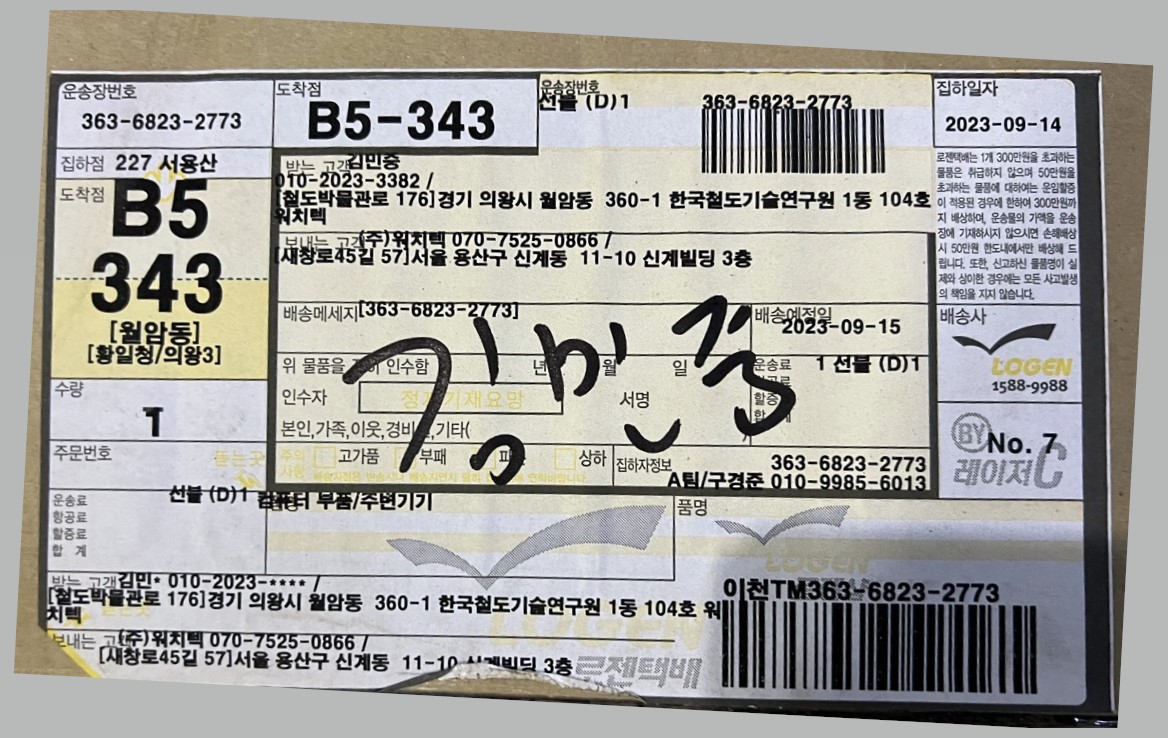 운송장번호
363-6823-2773
도착점
B5-343
운송장번호
선불 (D)1
363-6823-2773
집하일자
2023-09-14
집하점 227 서용산
도착점
B5
343
[월암동]
[황일청/의왕3]
수량
1
주문번호
받는 고객 김민중
010-2023-3382 /
[철도박물관로 176]경기 의왕시 월암동 360-1 한국철도기술연구원 1동 104호
워치텍
보내는 고객 (주)워치텍 070-7525-0866 /
[새창로45길 57]서울 용산구 신계동 11-10 신계빌딩 3층
배송메세지[363-6823-2773]
배송예정일
2023-09-15
위 물품을 인수함 년 월 일
운송료
1 선불 (D)1
할증료
인수자
서명
김민중
본인,가족,이웃,경비실,기타(
고가품 부패 상하
집하자정보
363-6823-2773
A팀/구경준 010-9985-6013
로젠택배는 1개 300만원을 초과하는
물품은 취급하지 않으며 50만원을
초과하는 물품에 대하여는 운임할증
이 적용된 경우에 한하여 300만원까
지 배상하며, 운송물의 가액을 운송
장에 기재하시지 않으시면 손해배상
시 50만원 한도내에서만 배상해 드
립니다. 또한, 신고하신 물품명이 실
제와 상이한 경우에는 모든 사고발생
의 책임을 지지 않습니다.
배송사
LOGEN
1588-9988
BY No. 7
레이저C
운송료
항공료
할증료
합 계
선불 (D)1
컴퓨터 부품/주변기기
품명
LOGEN
받는 고객 김민* 010-2023-**** /
[철도박물관로 176]경기 의왕시 월암동 360-1 한국철도기술연구원 1동 104호 워
치텍
보내는 고객 (주)워치텍 070-7525-0866 /
[새창로45길 57]서울 용산구 신계동 11-10 신계빌딩 3층
LOGEN
로젠택배
이천TM363-6823-2773